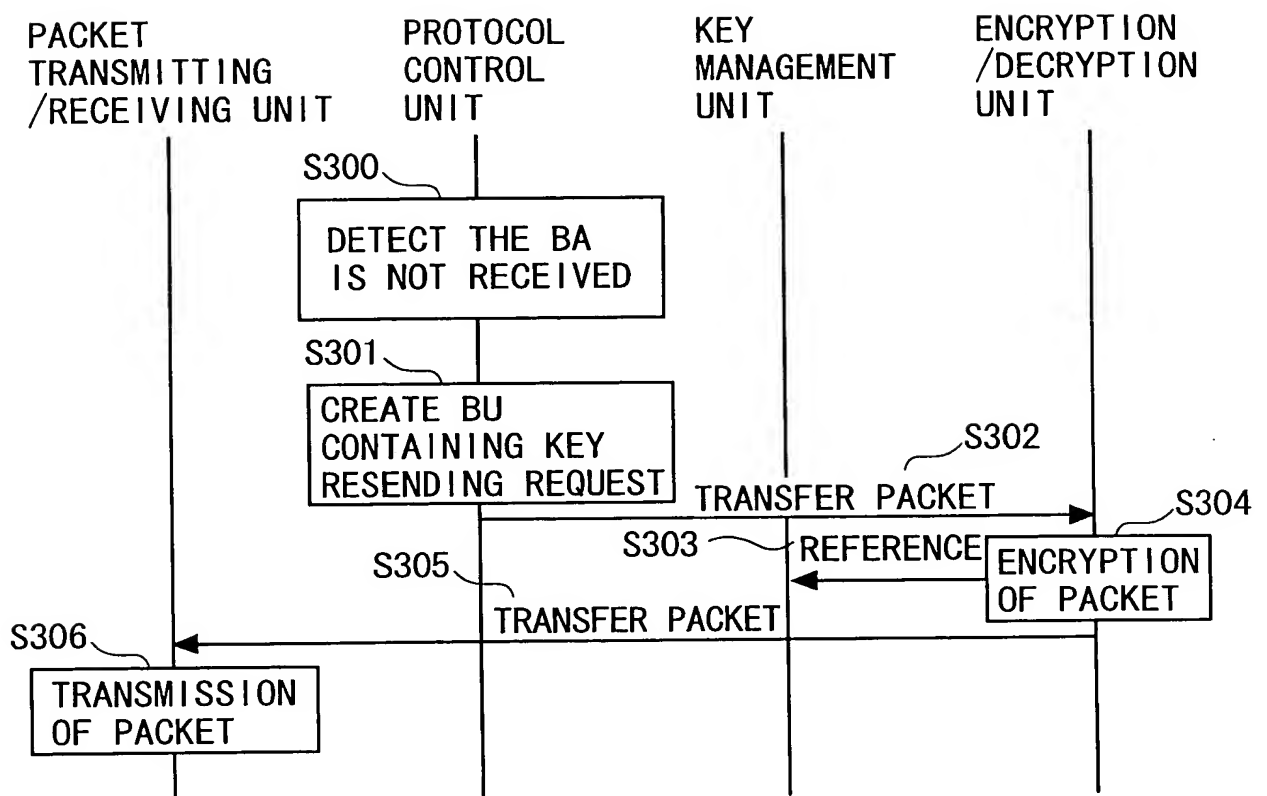 PACKET
TRANSMITTING
/RECEIVING UNIT
PROTOCOL
CONTROL
UNIT
KEY
MANAGEMENT
UNIT
ENCRYPTION
/DECRYPTION
UNIT
S300
DETECT THE BA
IS NOT RECEIVED
S301
CREATE BU
CONTAINING KEY
RESENDING REQUEST
S302
TRANSFER PACKET
S304
S303
REFERENCE
ENCRYPTION
OF PACKET
S305
TRANSFER PACKET
S306
TRANSMISSION
OF PACKET